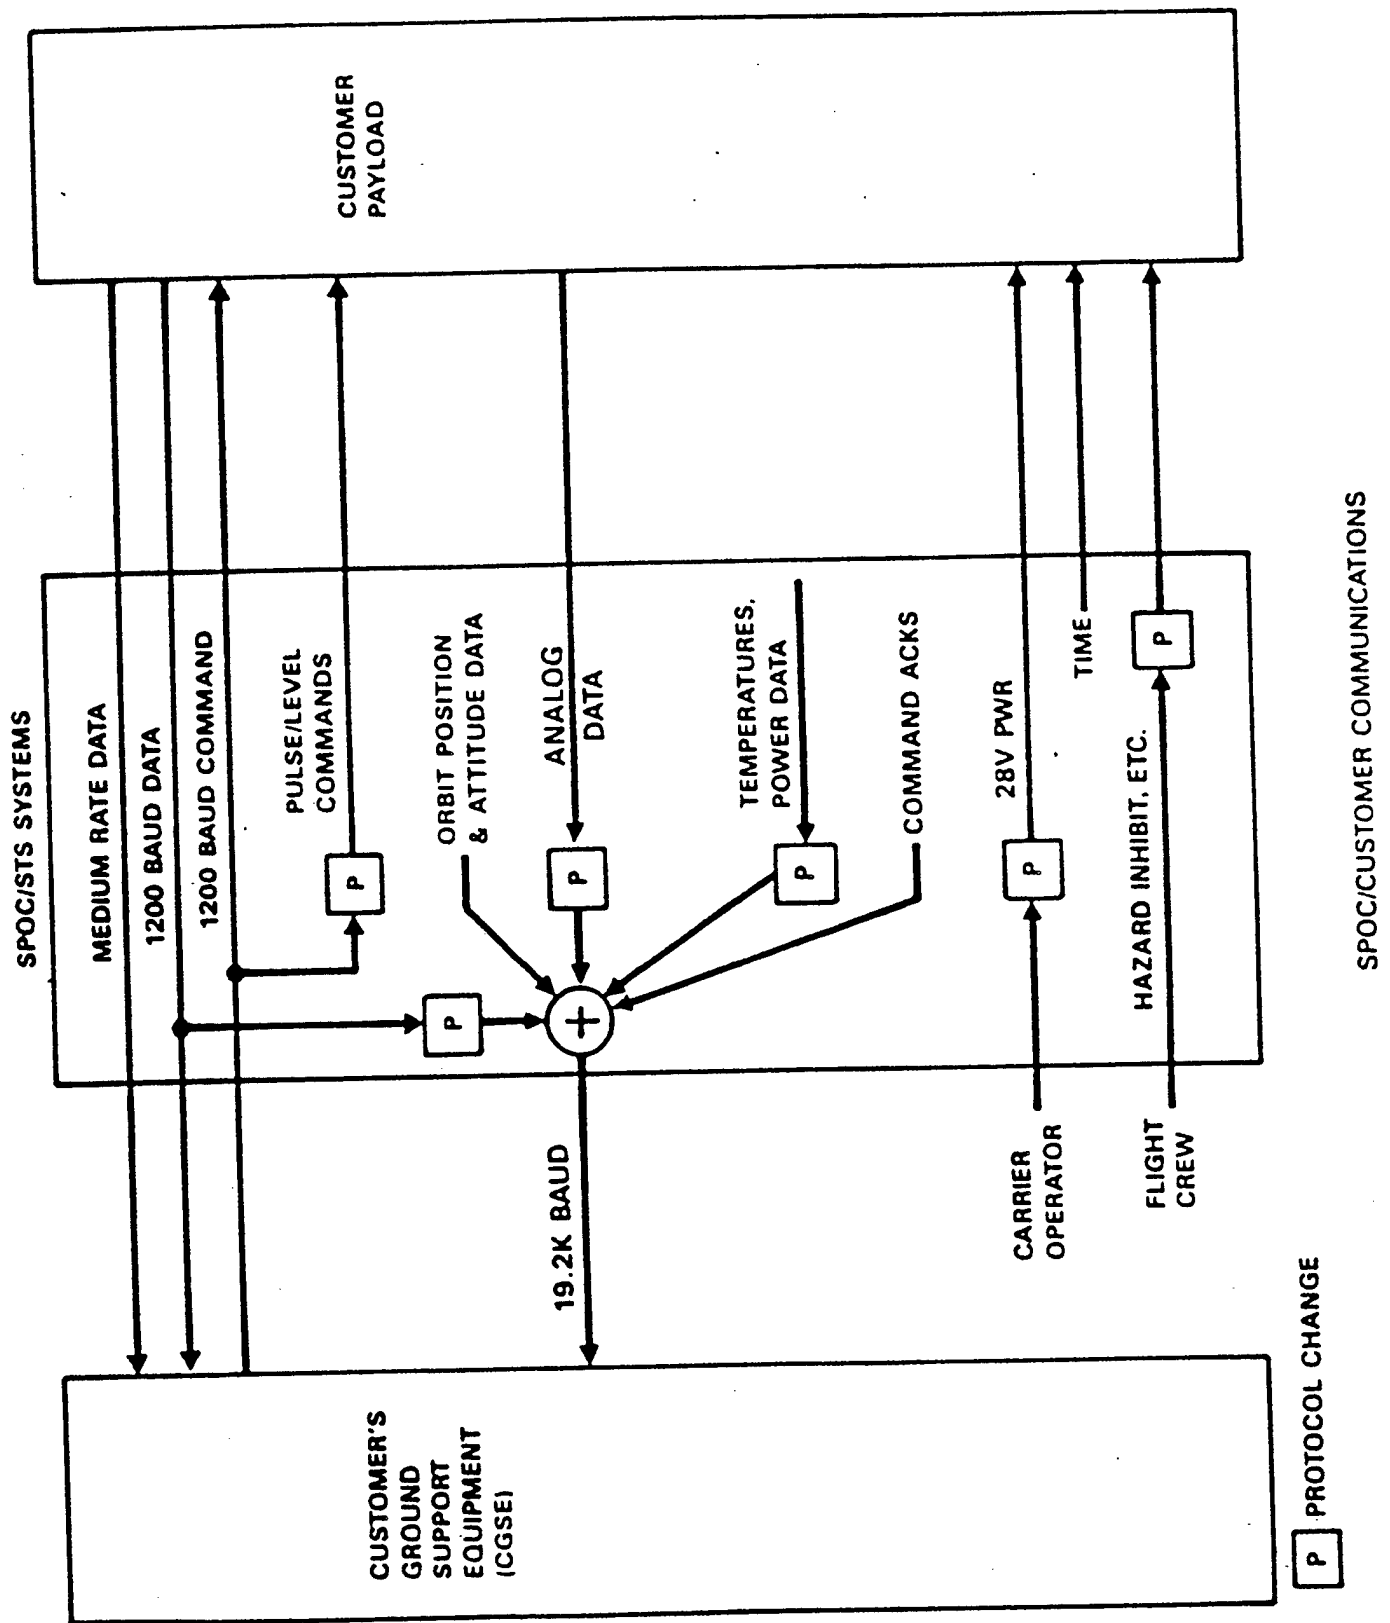 SPOC/STS SYSTEMS
MEDIUM RATE DATA
1200 BAUD DATA
1200 BAUD COMMAND
PULSE/LEVEL
COMMANDS
P
ORBIT POSITION
& ATTITUDE DATA
P
ANALOG
DATA
P
+
19.2K BAUD
TEMPERATURES,
POWER DATA
P
COMMAND ACKS
28V PWR
P
TIME
HAZARD INHIBIT, ETC.
P
CARRIER
OPERATOR
FLIGHT
CREW
CUSTOMER'S
GROUND
SUPPORT
EQUIPMENT
(CGSE)
CUSTOMER
PAYLOAD
P PROTOCOL CHANGE
SPOC/CUSTOMER COMMUNICATIONS